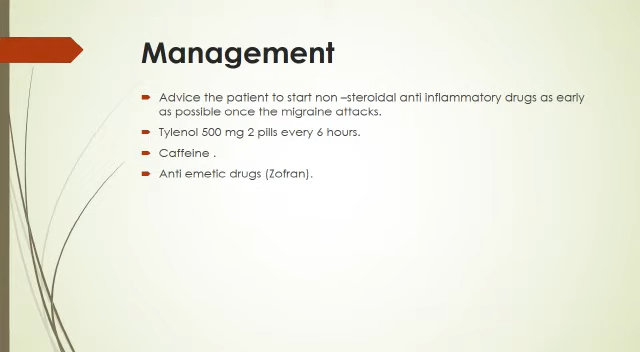 Management
Advice the patient to start non –steroidal anti inflammatory drugs as early
as possible once the migraine attacks.
Tylenol 500 mg 2 pills every 6 hours.
Caffeine .
Anti emetic drugs (Zofran).